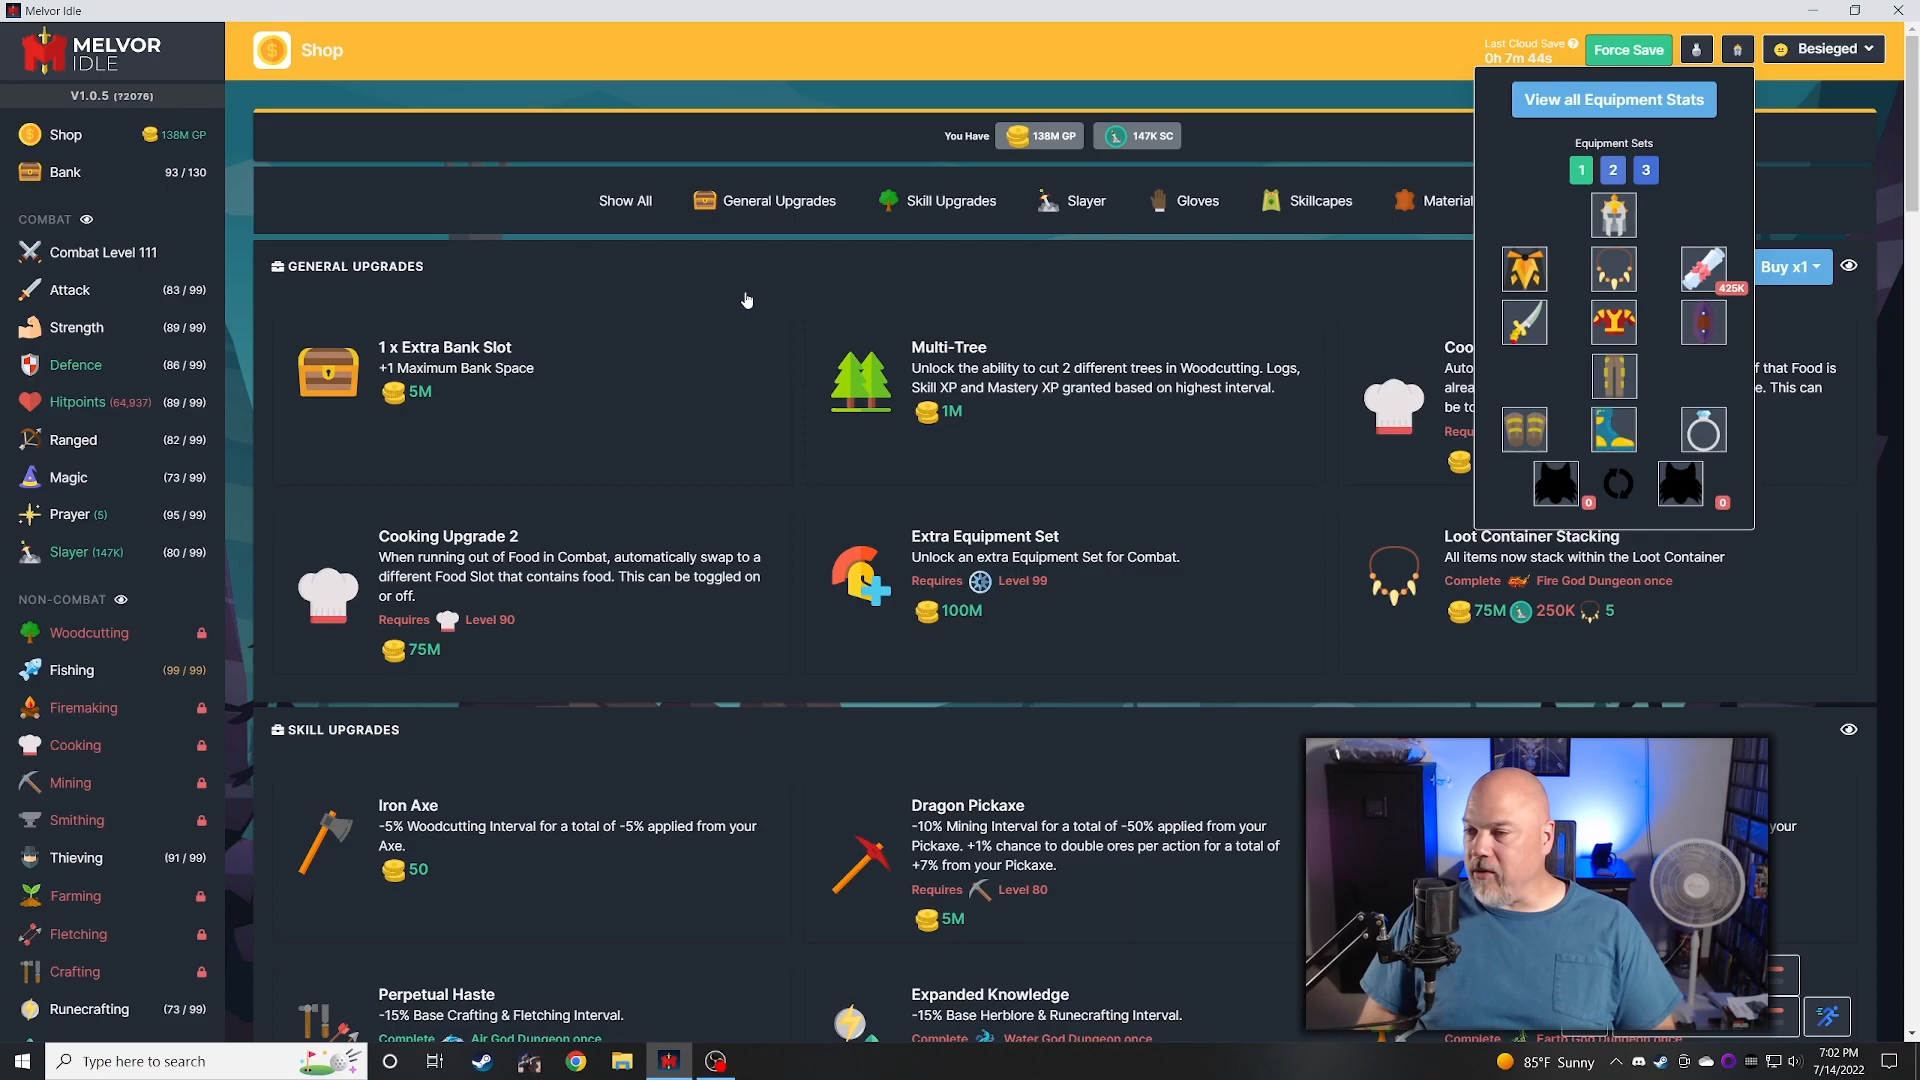 Melvor Idle
MELVOR
IDLE
V1.0.5 (?2076)
Shop
138M GP
Bank
93 / 130
COMBAT
Combat Level 111
Attack
(83 / 99)
Strength
(89 / 99)
Defence
(86 / 99)
Hitpoints (64,937)
(89 / 99)
Ranged
(82 / 99)
Magic
(73 / 99)
Prayer (5)
(95 / 99)
Slayer (147K)
(80 / 99)
NON-COMBAT
Woodcutting
Fishing
(99 / 99)
Firemaking
Cooking
Mining
Smithing
Thieving
(91 / 99)
Farming
Fletching
Crafting
Runecrafting
(73 / 99)
Shop
Last Cloud Save
0h 7m 44s
Force Save
Besieged
You Have
138M GP
147K SC
Show All
General Upgrades
Skill Upgrades
Slayer
Gloves
Skillcapes
Material
View all Equipment Stats
Equipment Sets
1
2
3
425K
0
0
GENERAL UPGRADES
Buy x1
1 x Extra Bank Slot
+1 Maximum Bank Space
5M
Multi-Tree
Unlock the ability to cut 2 different trees in Woodcutting. Logs,
Skill XP and Mastery XP granted based on highest interval.
1M
Coo
Auto
f that Food is
alrea
e. This can
be to
Requ
Cooking Upgrade 2
When running out of Food in Combat, automatically swap to a
different Food Slot that contains food. This can be toggled on
or off.
Requires
Level 90
75M
Extra Equipment Set
Unlock an extra Equipment Set for Combat.
Requires
Level 99
100M
Loot Container Stacking
All items now stack within the Loot Container
Complete
Fire God Dungeon once
75M
250K
5
SKILL UPGRADES
Iron Axe
-5% Woodcutting Interval for a total of -5% applied from your
Axe.
50
Dragon Pickaxe
-10% Mining Interval for a total of -50% applied from your
Pickaxe. +1% chance to double ores per action for a total of
+7% from your Pickaxe.
Requires
Level 80
5M
your
Perpetual Haste
-15% Base Crafting & Fletching Interval.
Complete
Air God Dungeon once
Expanded Knowledge
-15% Base Herblore & Runecrafting Interval.
Complete
Water God Dungeon once
Complete
Earth God Dungeon once
Type here to search
85°F Sunny
7:02 PM
7/14/2022